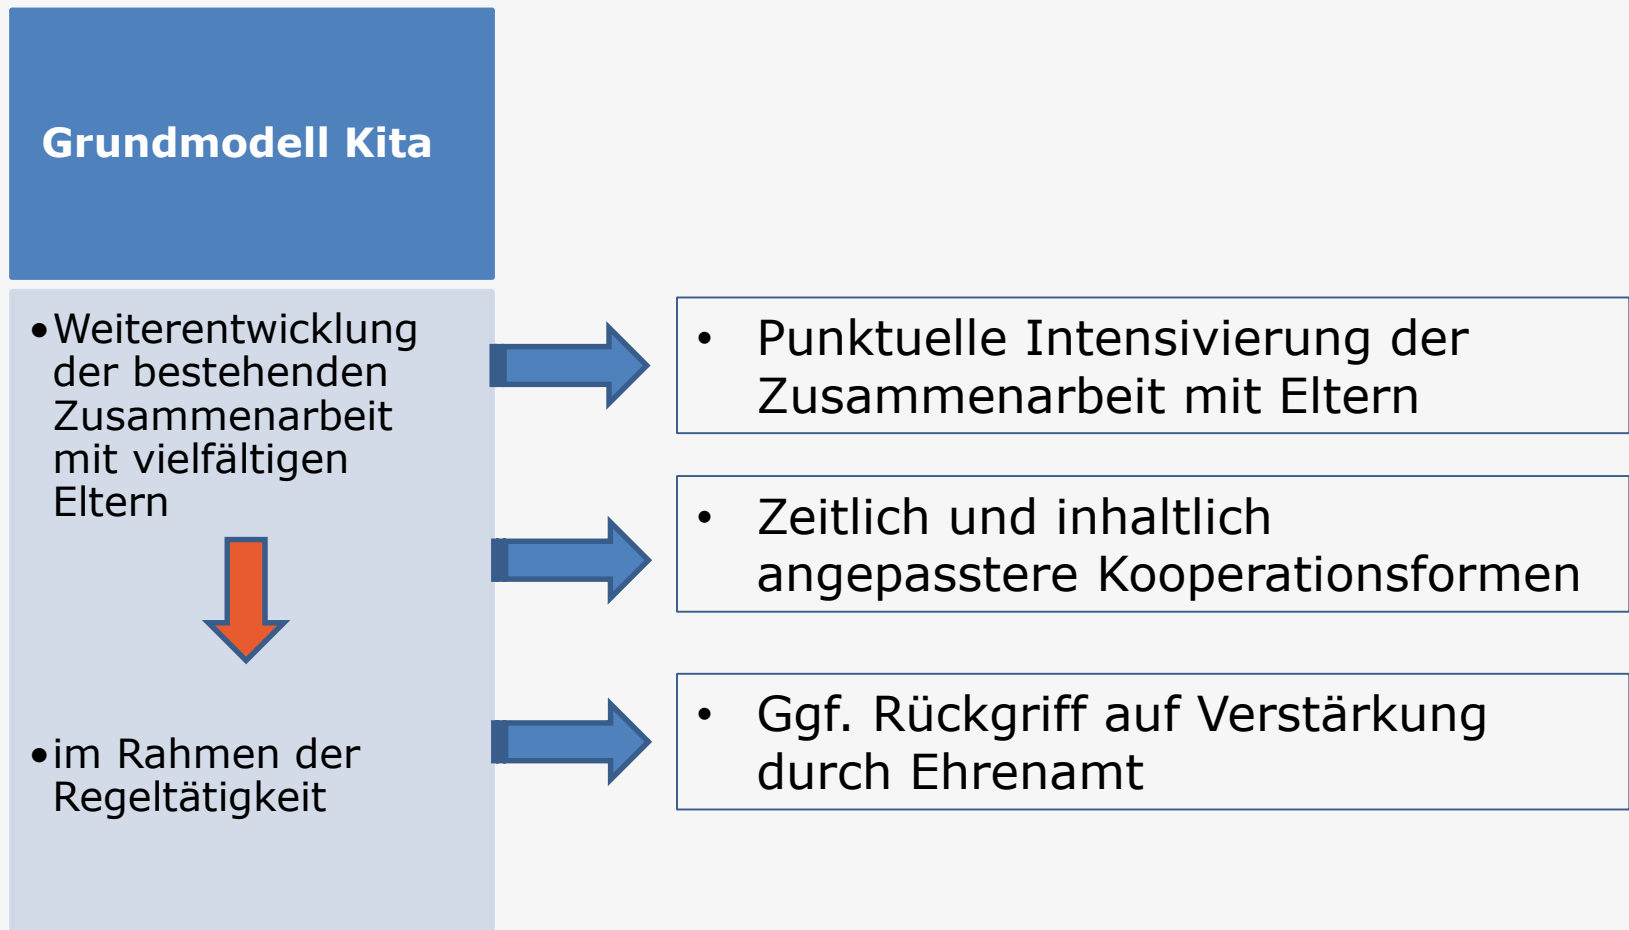 Grundmodell Kita
•Weiterentwicklung
der bestehenden
Zusammenarbeit
mit vielfältigen
Eltern
•im Rahmen der
Regeltätigkeit
• Punktuelle Intensivierung der
Zusammenarbeit mit Eltern
• Zeitlich und inhaltlich
angepasstere Kooperationsformen
• Ggf. Rückgriff auf Verstärkung
durch Ehrenamt